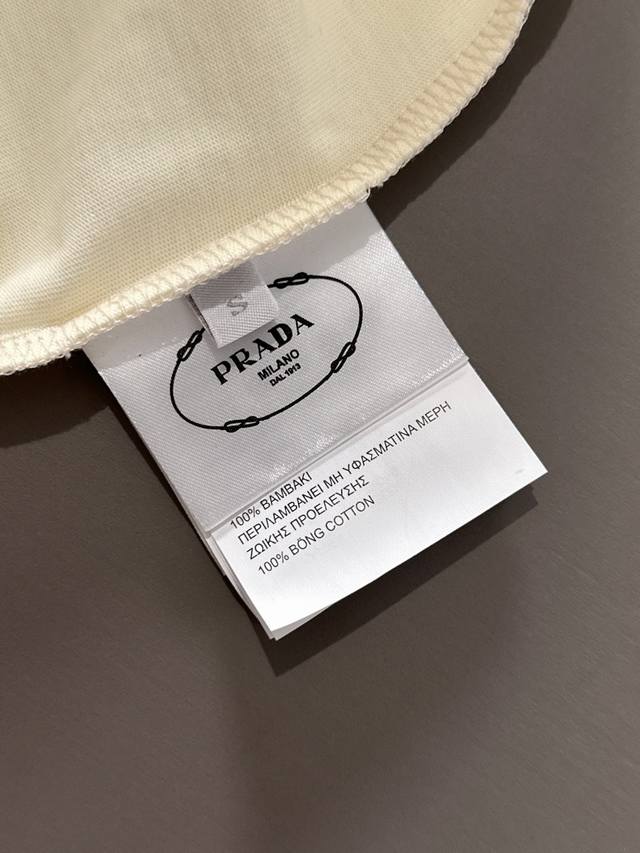 S
PRADA
MILANO
DAL 1913
100% ΒΑΜΒΑΚΙ
ΠΕΡΙΛΑΜΒΑΝΕΙ ΜΗ ΥΦΑΣΜΑΤΙΝΑ ΜΕΡΗ
ΖΩΙΚΗΣ ΠΡΟΕΛΕΥΣΗΣ
100% BÔNG COTTON